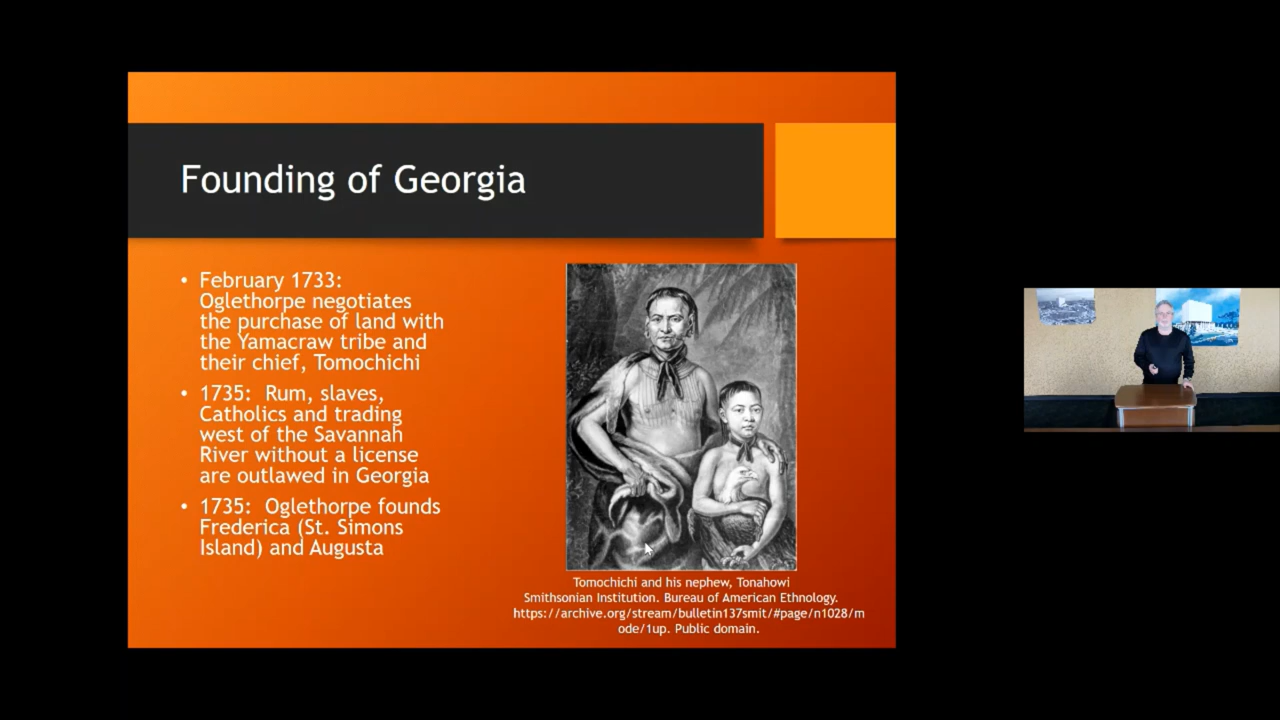 Founding of Georgia
• February 1733:
Oglethorpe negotiates
the purchase of land with
the Yamacraw tribe and
their chief, Tomochichi
• 1735:  Rum, slaves,
Catholics and trading
west of the Savannah
River without a license
are outlawed in Georgia
• 1735:  Oglethorpe founds
Frederica (St. Simons
Island) and Augusta
Tomochichi and his nephew, Tonahowi
Smithsonian Institution. Bureau of American Ethnology.
https://archive.org/stream/bulletin137smit/#page/n1028/m
ode/1up. Public domain.